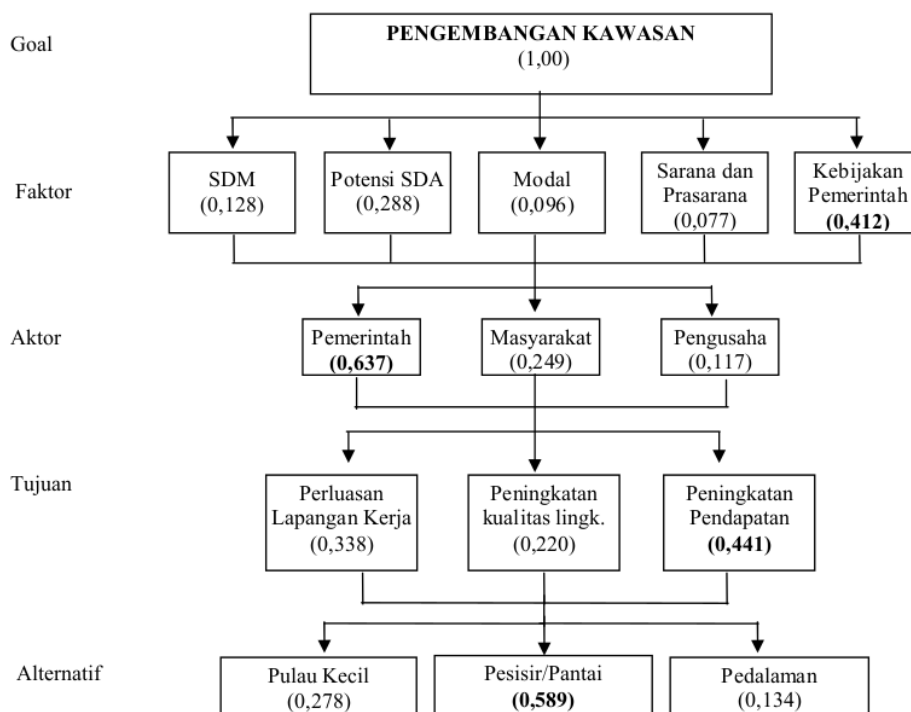 Goal
PENGEMBANGAN KAWASAN
(1,00)
Faktor
SDM
(0,128)
Potensi SDA
(0,288)
Modal
(0,096)
Sarana dan
Prasarana
(0,077)
Kebijakan
Pemerintah
(0,412)
Aktor
Pemerintah
(0,637)
Masyarakat
(0,249)
Pengusaha
(0,117)
Tujuan
Perluasan
Lapangan Kerja
(0,338)
Peningkatan
kualitas lingk.
(0,220)
Peningkatan
Pendapatan
(0,441)
Alternatif
Pulau Kecil
(0,278)
Pesisir/Pantai
(0,589)
Pedalaman
(0,134)